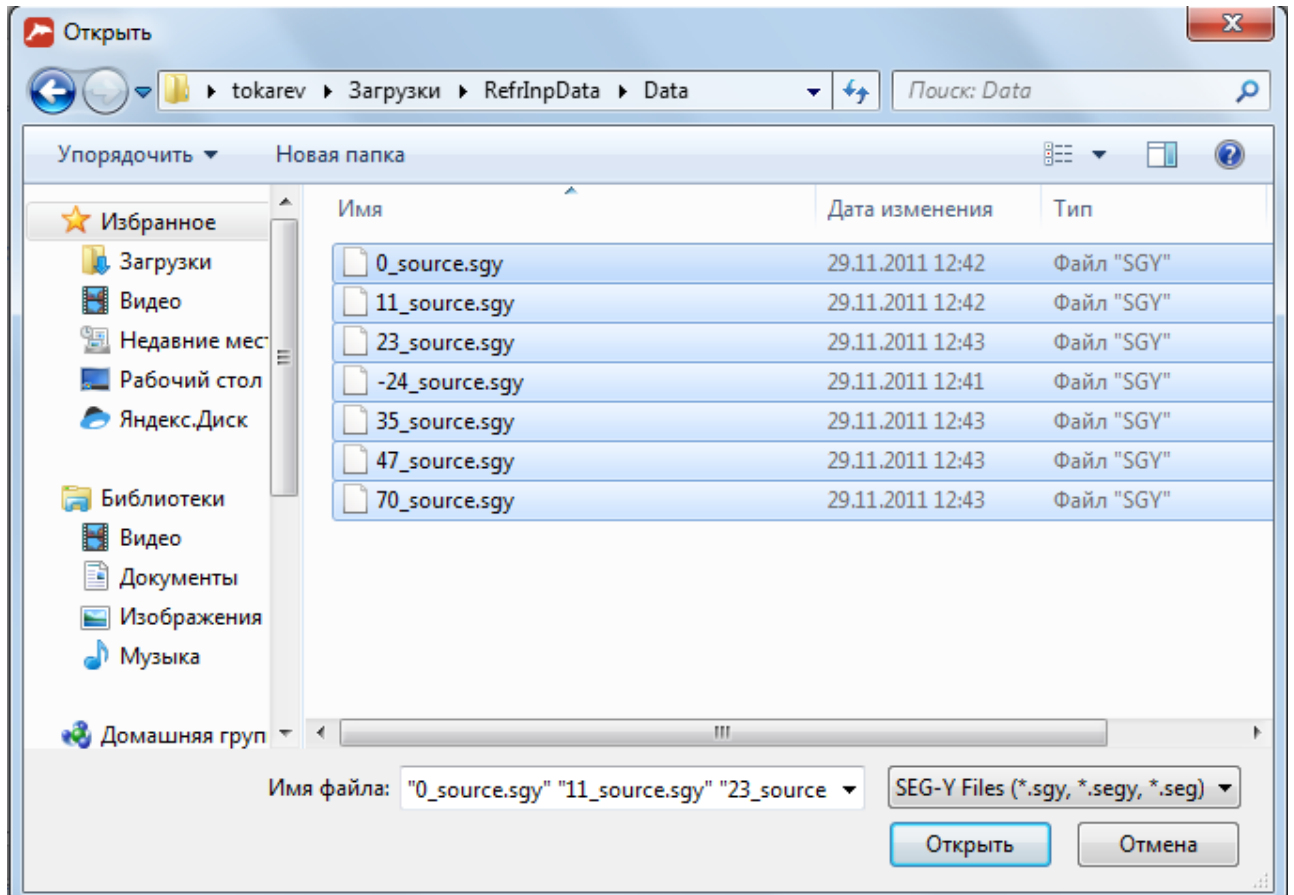 Открыть
tokarev Загрузки RefrInpData Data Поиск: Data
Упорядочить Новая папка
Имя Дата изменения Тип
Избранное
Загрузки
Видео
Недавние мес
Рабочий стол
Яндекс.Диск
Библиотеки
Видео
Документы
Изображения
Музыка
Домашняя груп
0_source.sgy 29.11.2011 12:42 Файл "SGY"
11_source.sgy 29.11.2011 12:42 Файл "SGY"
23_source.sgy 29.11.2011 12:43 Файл "SGY"
-24_source.sgy 29.11.2011 12:41 Файл "SGY"
35_source.sgy 29.11.2011 12:43 Файл "SGY"
47_source.sgy 29.11.2011 12:43 Файл "SGY"
70_source.sgy 29.11.2011 12:43 Файл "SGY"
Имя файла: "0_source.sgy" "11_source.sgy" "23_source SEG-Y Files (*.sgy, *.segy, *.seg)
Открыть Отмена